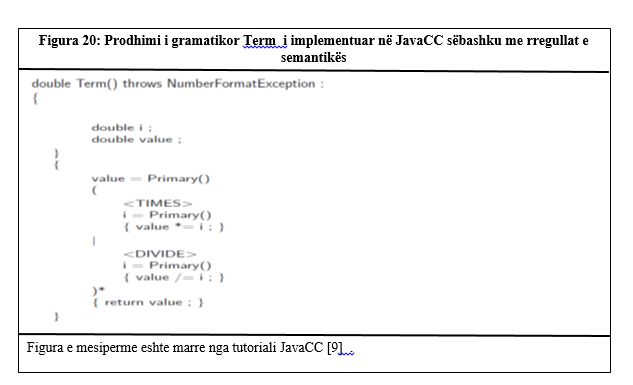 Figura 20: Prodhimi i gramatikor Term i implementuar në JavaCC sëbashku me rregullat e
semantikës
double Term() throws NumberFormatException :
{
double i ;
double value ;
}
{
value = Primary()
(
<TIMES>
i = Primary()
{ value *= i ; }
|
<DIVIDE>
i = Primary()
{ value /= i ; }
)*
{ return value ; }
}
Figura e mesiperme eshte marre nga tutoriali JavaCC [9] .